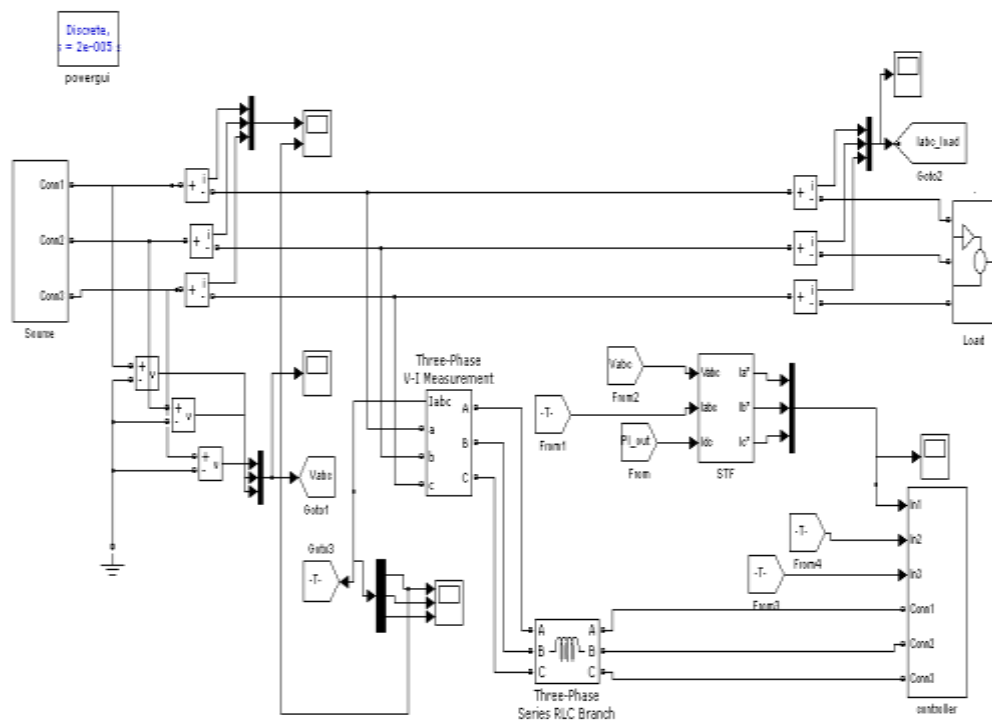 Discrete,
s = 2e-005 s
powergui
Conn1
Conn2
Conn3
Source
+ i
-
+ i
-
+ i
-
+ i
-
+ i
-
+ i
-
Iabc_load
Goto2
Load
+
- v
+
- v
+
- v
Vabc
Goto1
Three-Phase
V-I Measurement
Iabc
a
b
c
A
B
C
Goto3
-T-
Vabc
From2
-T-
From1
PI_out
From
Vabc
Iabc
Idc
Ia*
Ib*
Ic*
STF
-T-
From4
-T-
From3
In1
In2
In3
Conn1
Conn2
Conn3
controller
A
B
C
A
B
C
Three-Phase
Series RLC Branch